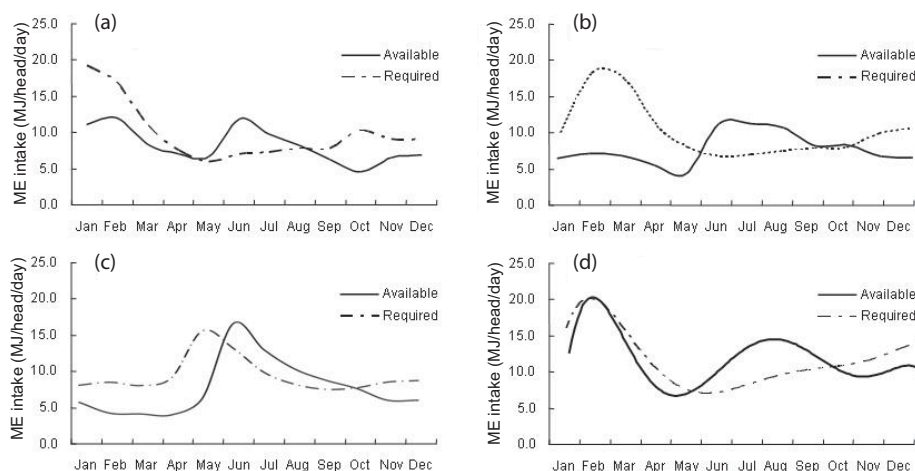 (a)
ME intake (MJ/head/day)
25.0
20.0
15.0
10.0
5.0
0.0
Available
Required
Jan Feb Mar Apr May Jun Jul Aug Sep Oct Nov Dec
(b)
ME intake (MJ/head/day)
25.0
20.0
15.0
10.0
5.0
0.0
Available
Required
Jan Feb Mar Apr May Jun Jul Aug Sep Oct Nov Dec
(c)
ME intake (MJ/head/day)
25.0
20.0
15.0
10.0
5.0
0.0
Available
Required
Jan Feb Mar Apr May Jun Jul Aug Sep Oct Nov Dec
(d)
ME intake (MJ/head/day)
25.0
20.0
15.0
10.0
5.0
0.0
Available
Required
Jan Feb Mar Apr May Jun Jul Aug Sep Oct Nov Dec